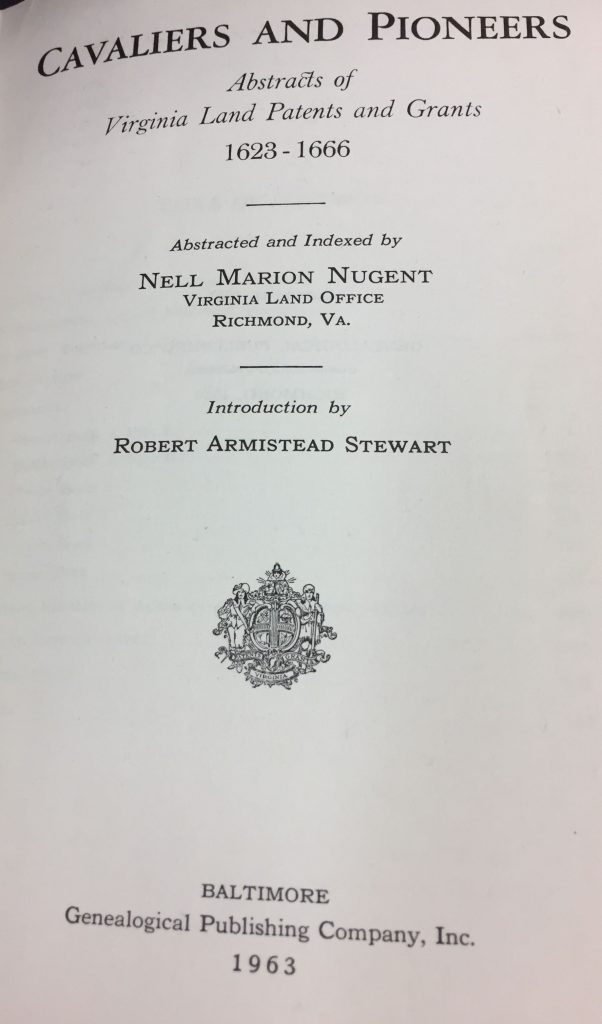 CAVALIERS AND PIONEERS
Abstracts of
Virginia Land Patents and Grants
1623 - 1666
Abstracted and Indexed by
NELL MARION NUGENT
VIRGINIA LAND OFFICE
RICHMOND, VA.
Introduction by
ROBERT ARMISTEAD STEWART
VIRGINIA
BALTIMORE
Genealogical Publishing Company, Inc.
1963